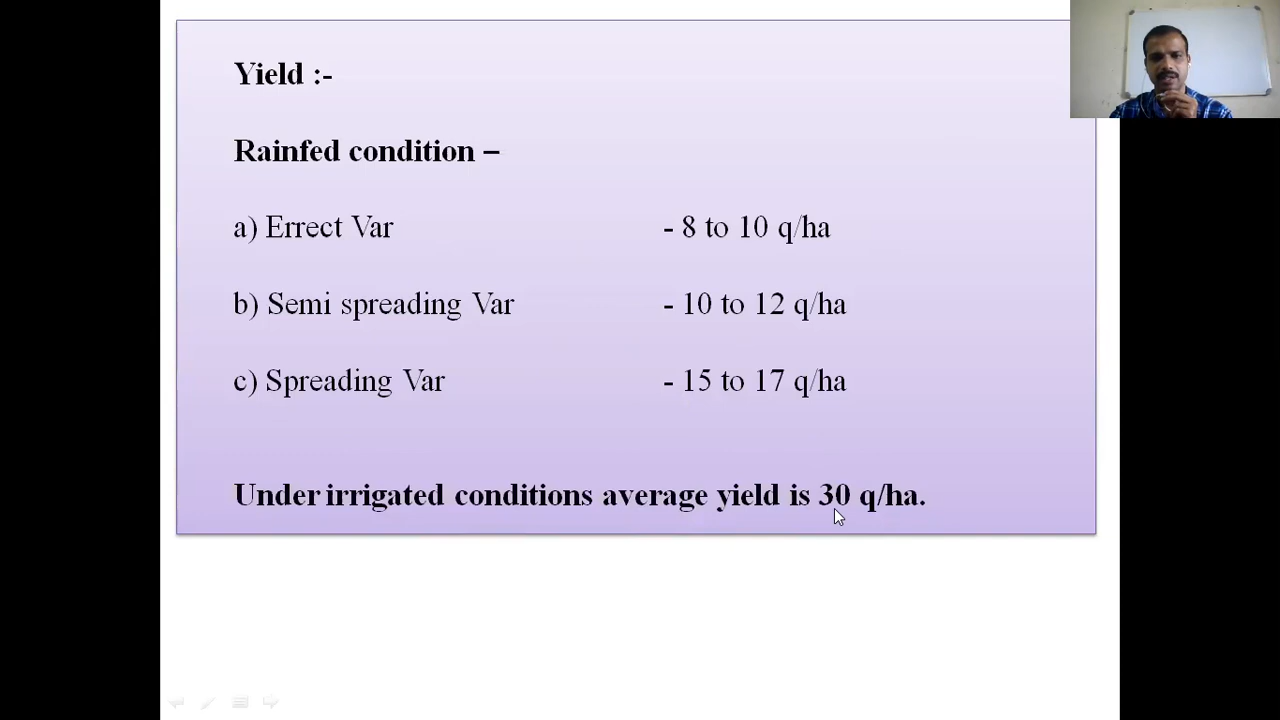 Yield :-
Rainfed condition –
a) Errect Var - 8 to 10 q/ha
b) Semi spreading Var - 10 to 12 q/ha
c) Spreading Var - 15 to 17 q/ha
Under irrigated conditions average yield is 30 q/ha.